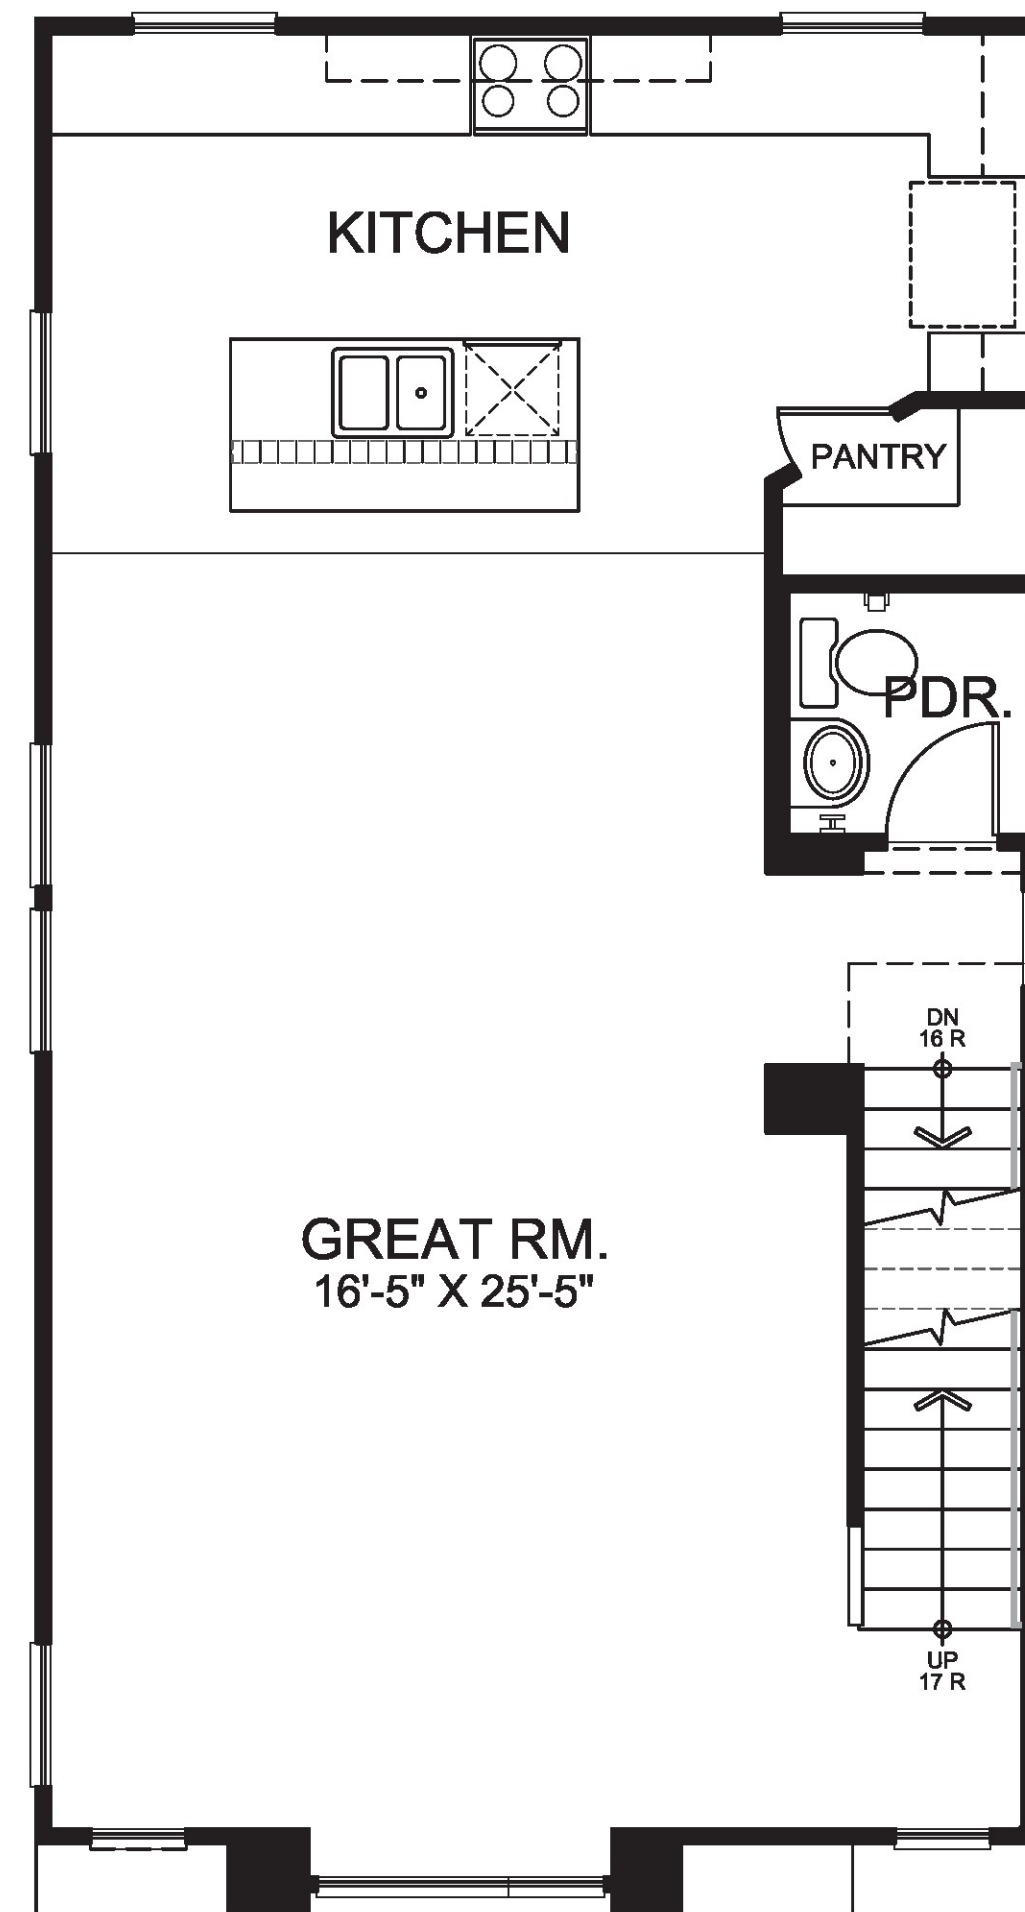 KITCHEN
PANTRY
PDR.
DN
16 R
GREAT RM.
16'-5" X 25'-5"
UP
17 R